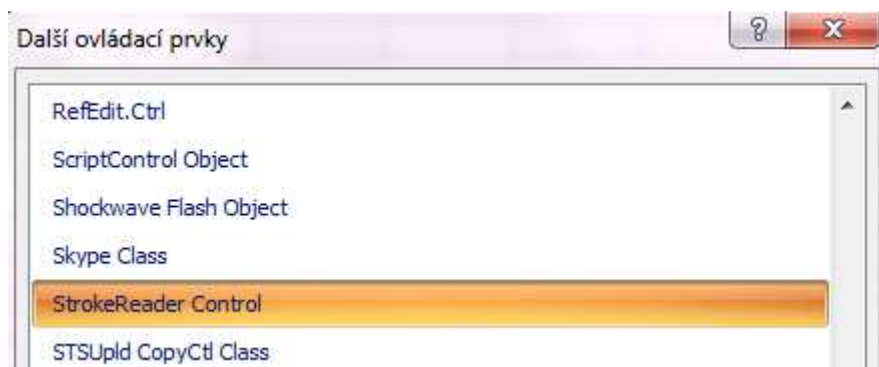 Další ovládací prvky
RefEdit.Ctrl
ScriptControl Object
Shockwave Flash Object
Skype Class
StrokeReader Control
STSUpld CopyCtl Class